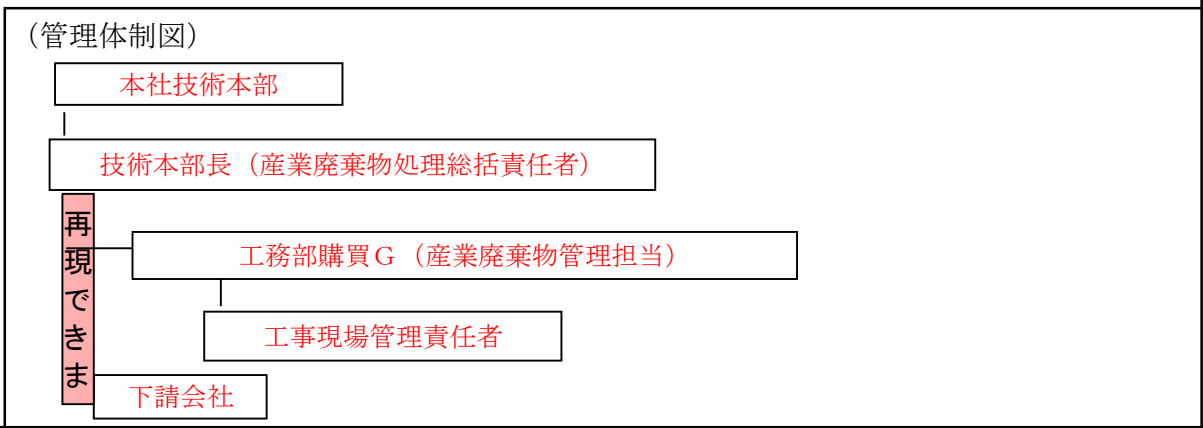 （管理体制図）
本社技術本部
技術本部長（産業廃棄物処理総括責任者）
再現できま
工務部購買Ｇ（産業廃棄物管理担当）
工事現場管理責任者
下請会社